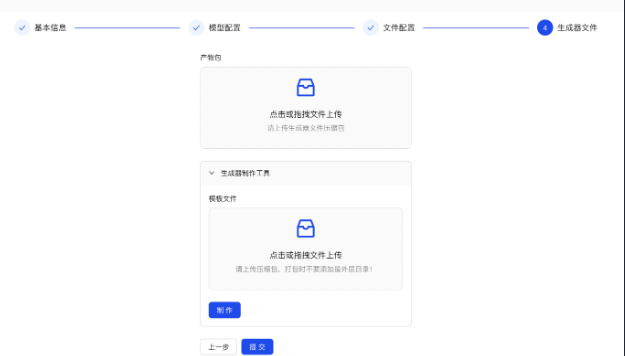 基本信息
模型配置
文件配置
4 生成器文件
产物包
点击或拖拽文件上传
请上传生成器文件压缩包
生成器制作工具
模板文件
点击或拖拽文件上传
请上传压缩包，打包时不要添加最外层目录！
制作
上一步 提交